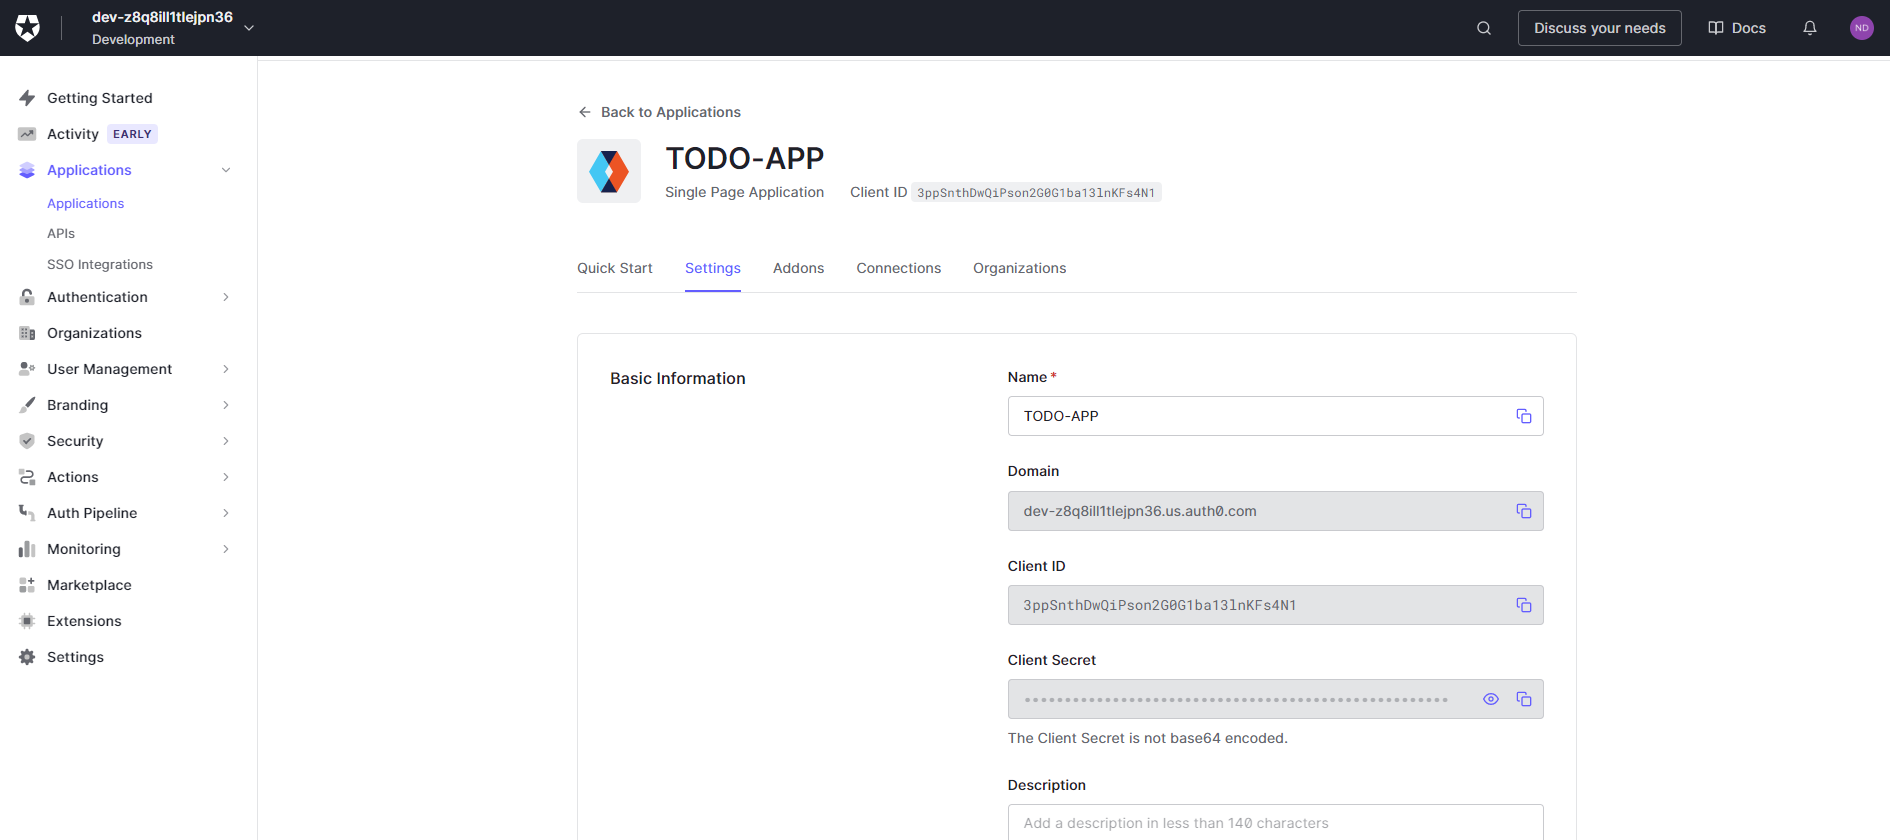 dev-z8q8ill1tlejpn36
Development
Discuss your needs
Docs
ND
Getting Started
Activity EARLY
Applications
Applications
APIs
SSO Integrations
Authentication
Organizations
User Management
Branding
Security
Actions
Auth Pipeline
Monitoring
Marketplace
Extensions
Settings
Back to Applications
TODO-APP
Single Page Application Client ID 3ppSnthDwQiPson2G0G1ba13lnKFs4N1
Quick Start Settings Addons Connections Organizations
Basic Information
Name *
TODO-APP
Domain
dev-z8q8ill1tlejpn36.us.auth0.com
Client ID
3ppSnthDwQiPson2G0G1ba13lnKFs4N1
Client Secret
The Client Secret is not base64 encoded.
Description
Add a description in less than 140 characters